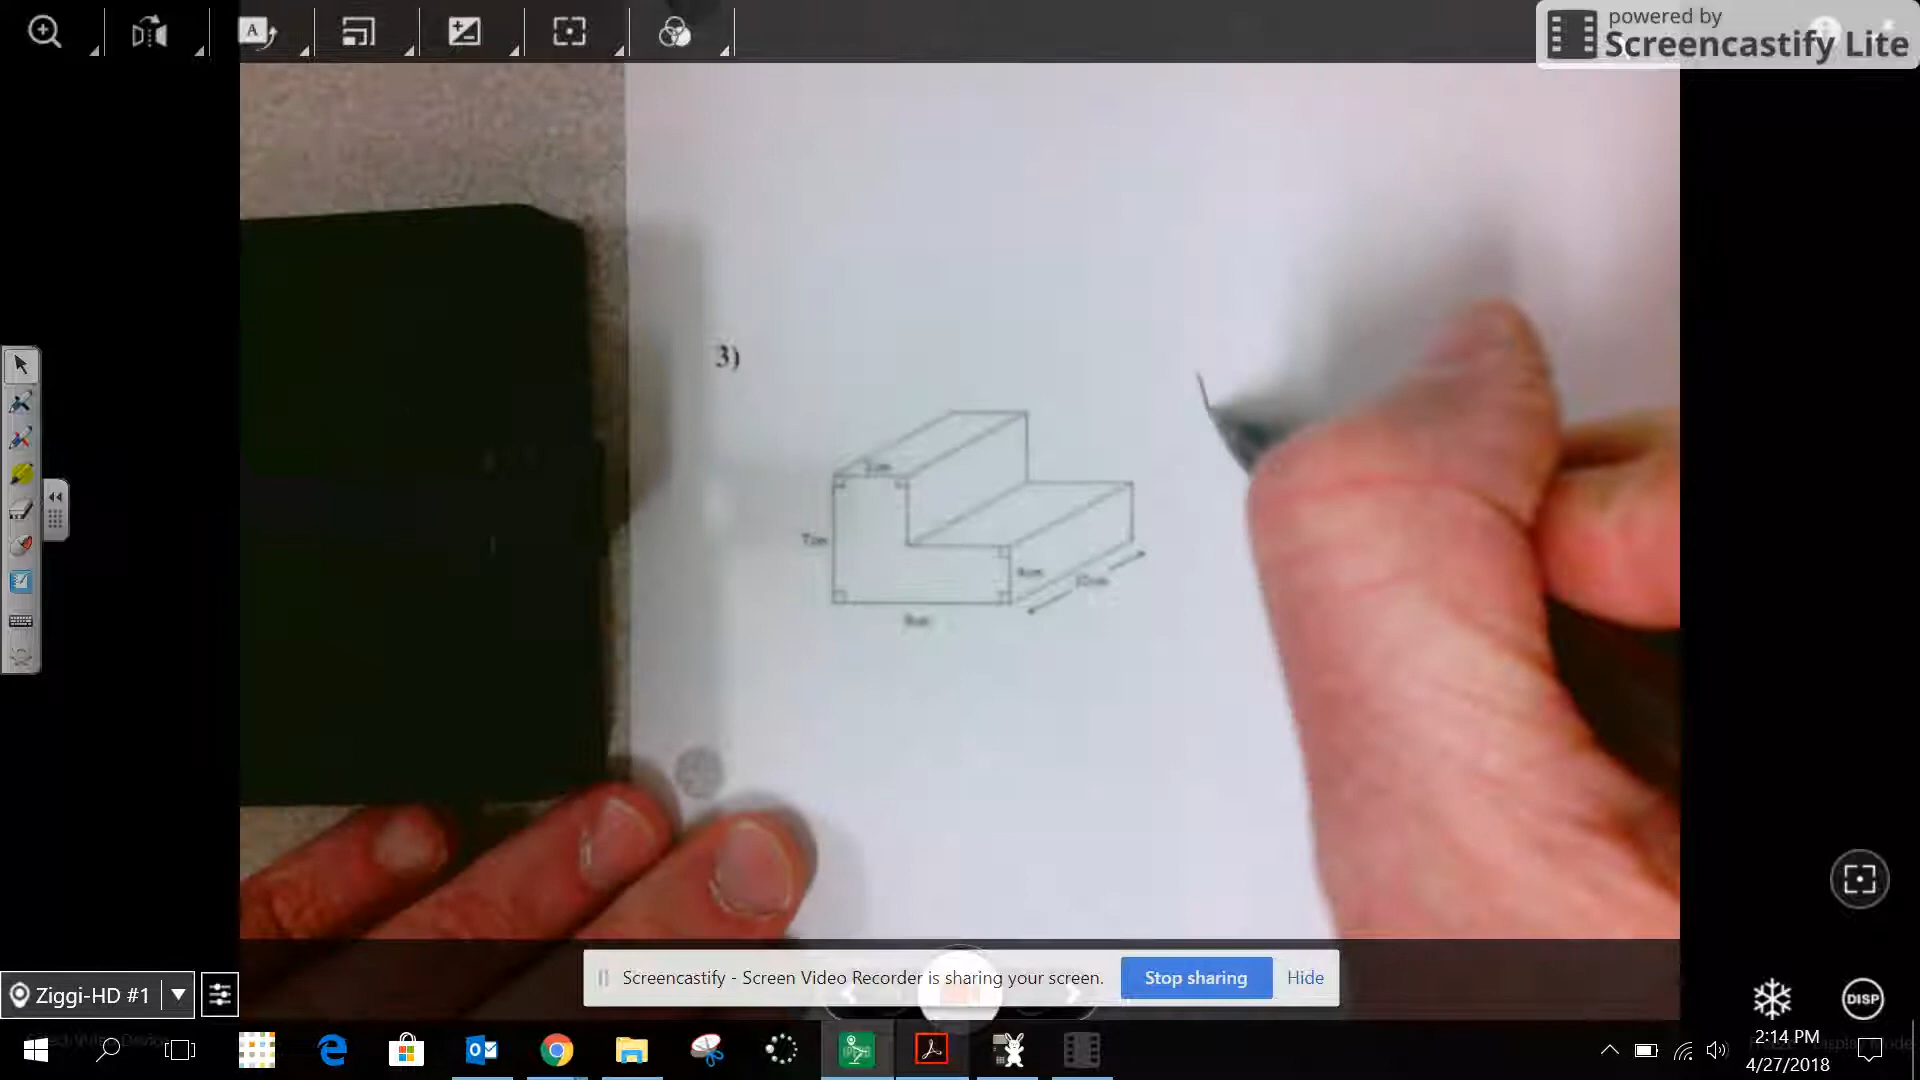 powered by
Screencastify Lite
A
3)
7cm
Screencastify - Screen Video Recorder is sharing your screen.
Stop sharing
Hide
Ziggi-HD #1
DISP
2:14 PM
4/27/2018